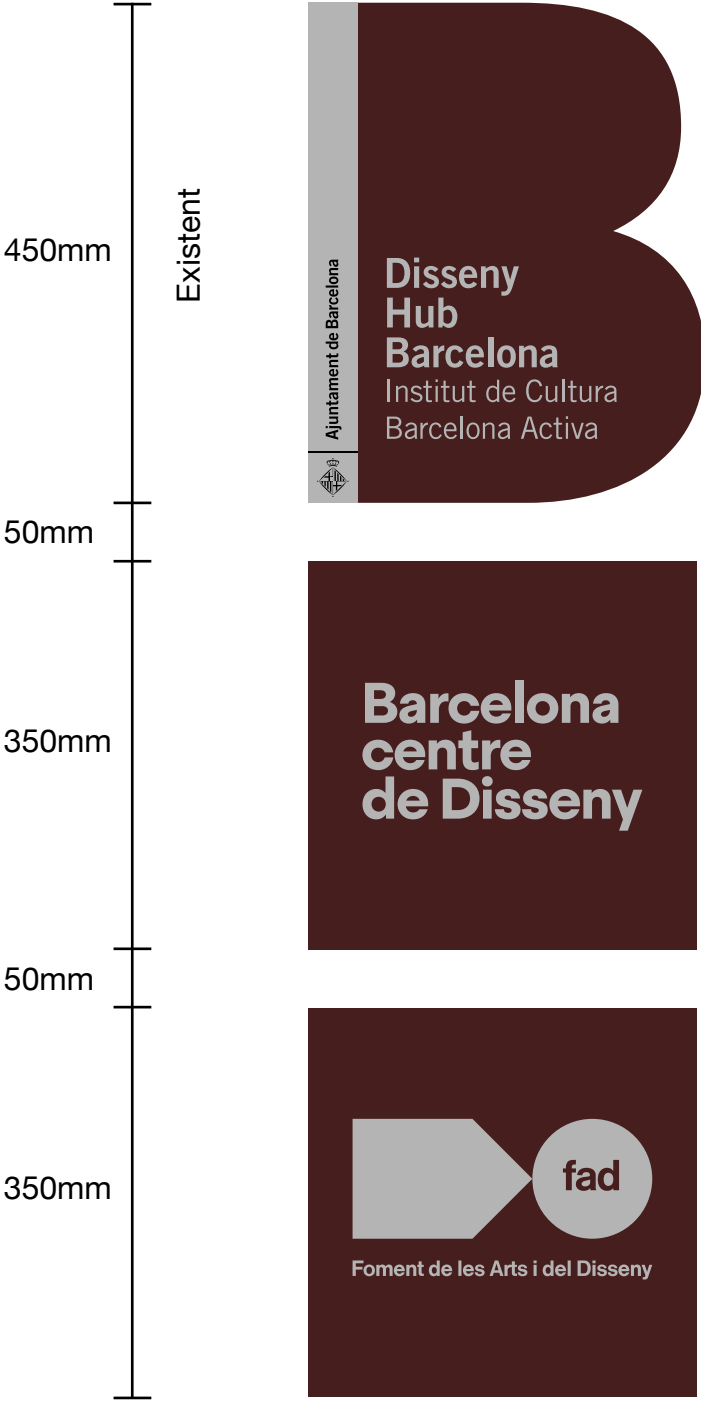 450mm
Existent
Ajuntament de Barcelona
Disseny
Hub
Barcelona
Institut de Cultura
Barcelona Activa
50mm
350mm
Barcelona
centre
de Disseny
50mm
350mm
fad
Foment de les Arts i del Disseny